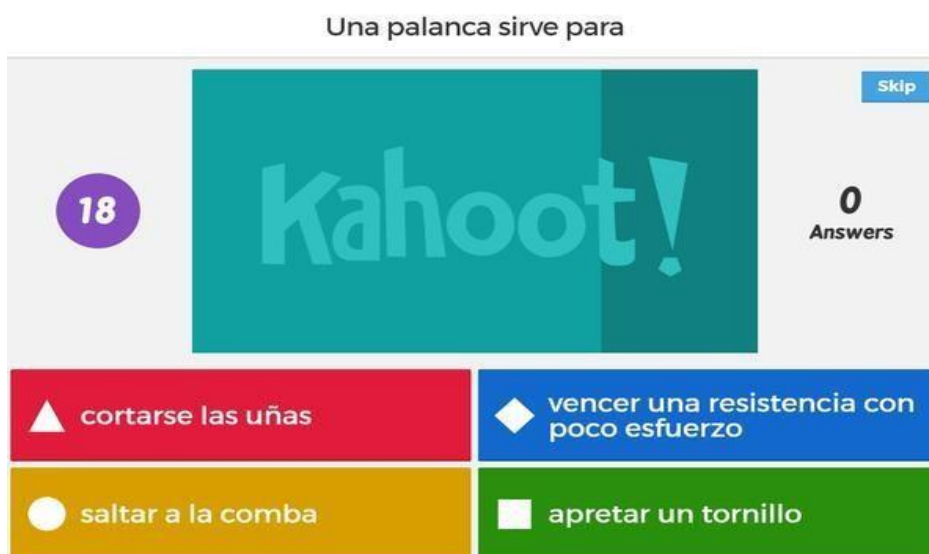 Una palanca sirve para
Skip
18
Kahoot!
0
Answers
cortarse las uñas
vencer una resistencia con
poco esfuerzo
saltar a la comba
apretar un tornillo